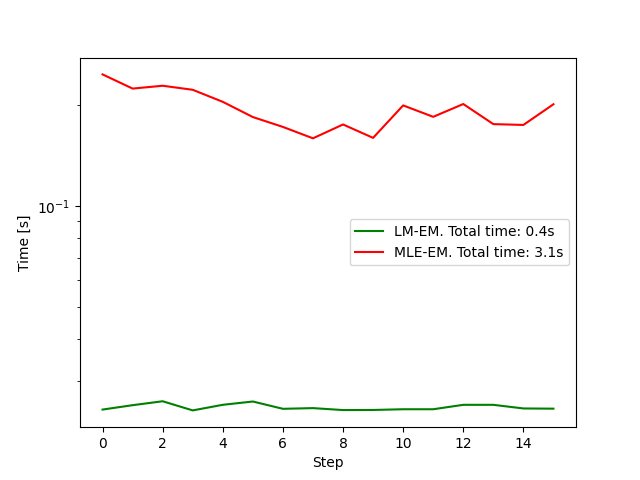 Time [s]
10⁻¹
LM-EM. Total time: 0.4s
MLE-EM. Total time: 3.1s
0 2 4 6 8 10 12 14
Step